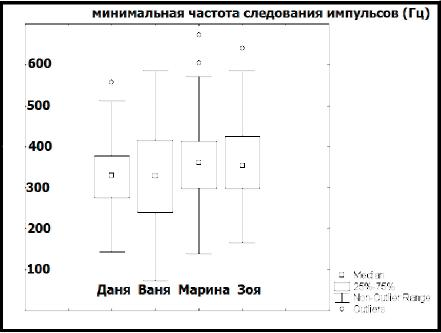 минимальная частота следования импульсов (Гц)
600
500
400
300
200
100
Даня Ваня Марина Зоя
Median
25%-75%
Non-Outlier Range
Outliers